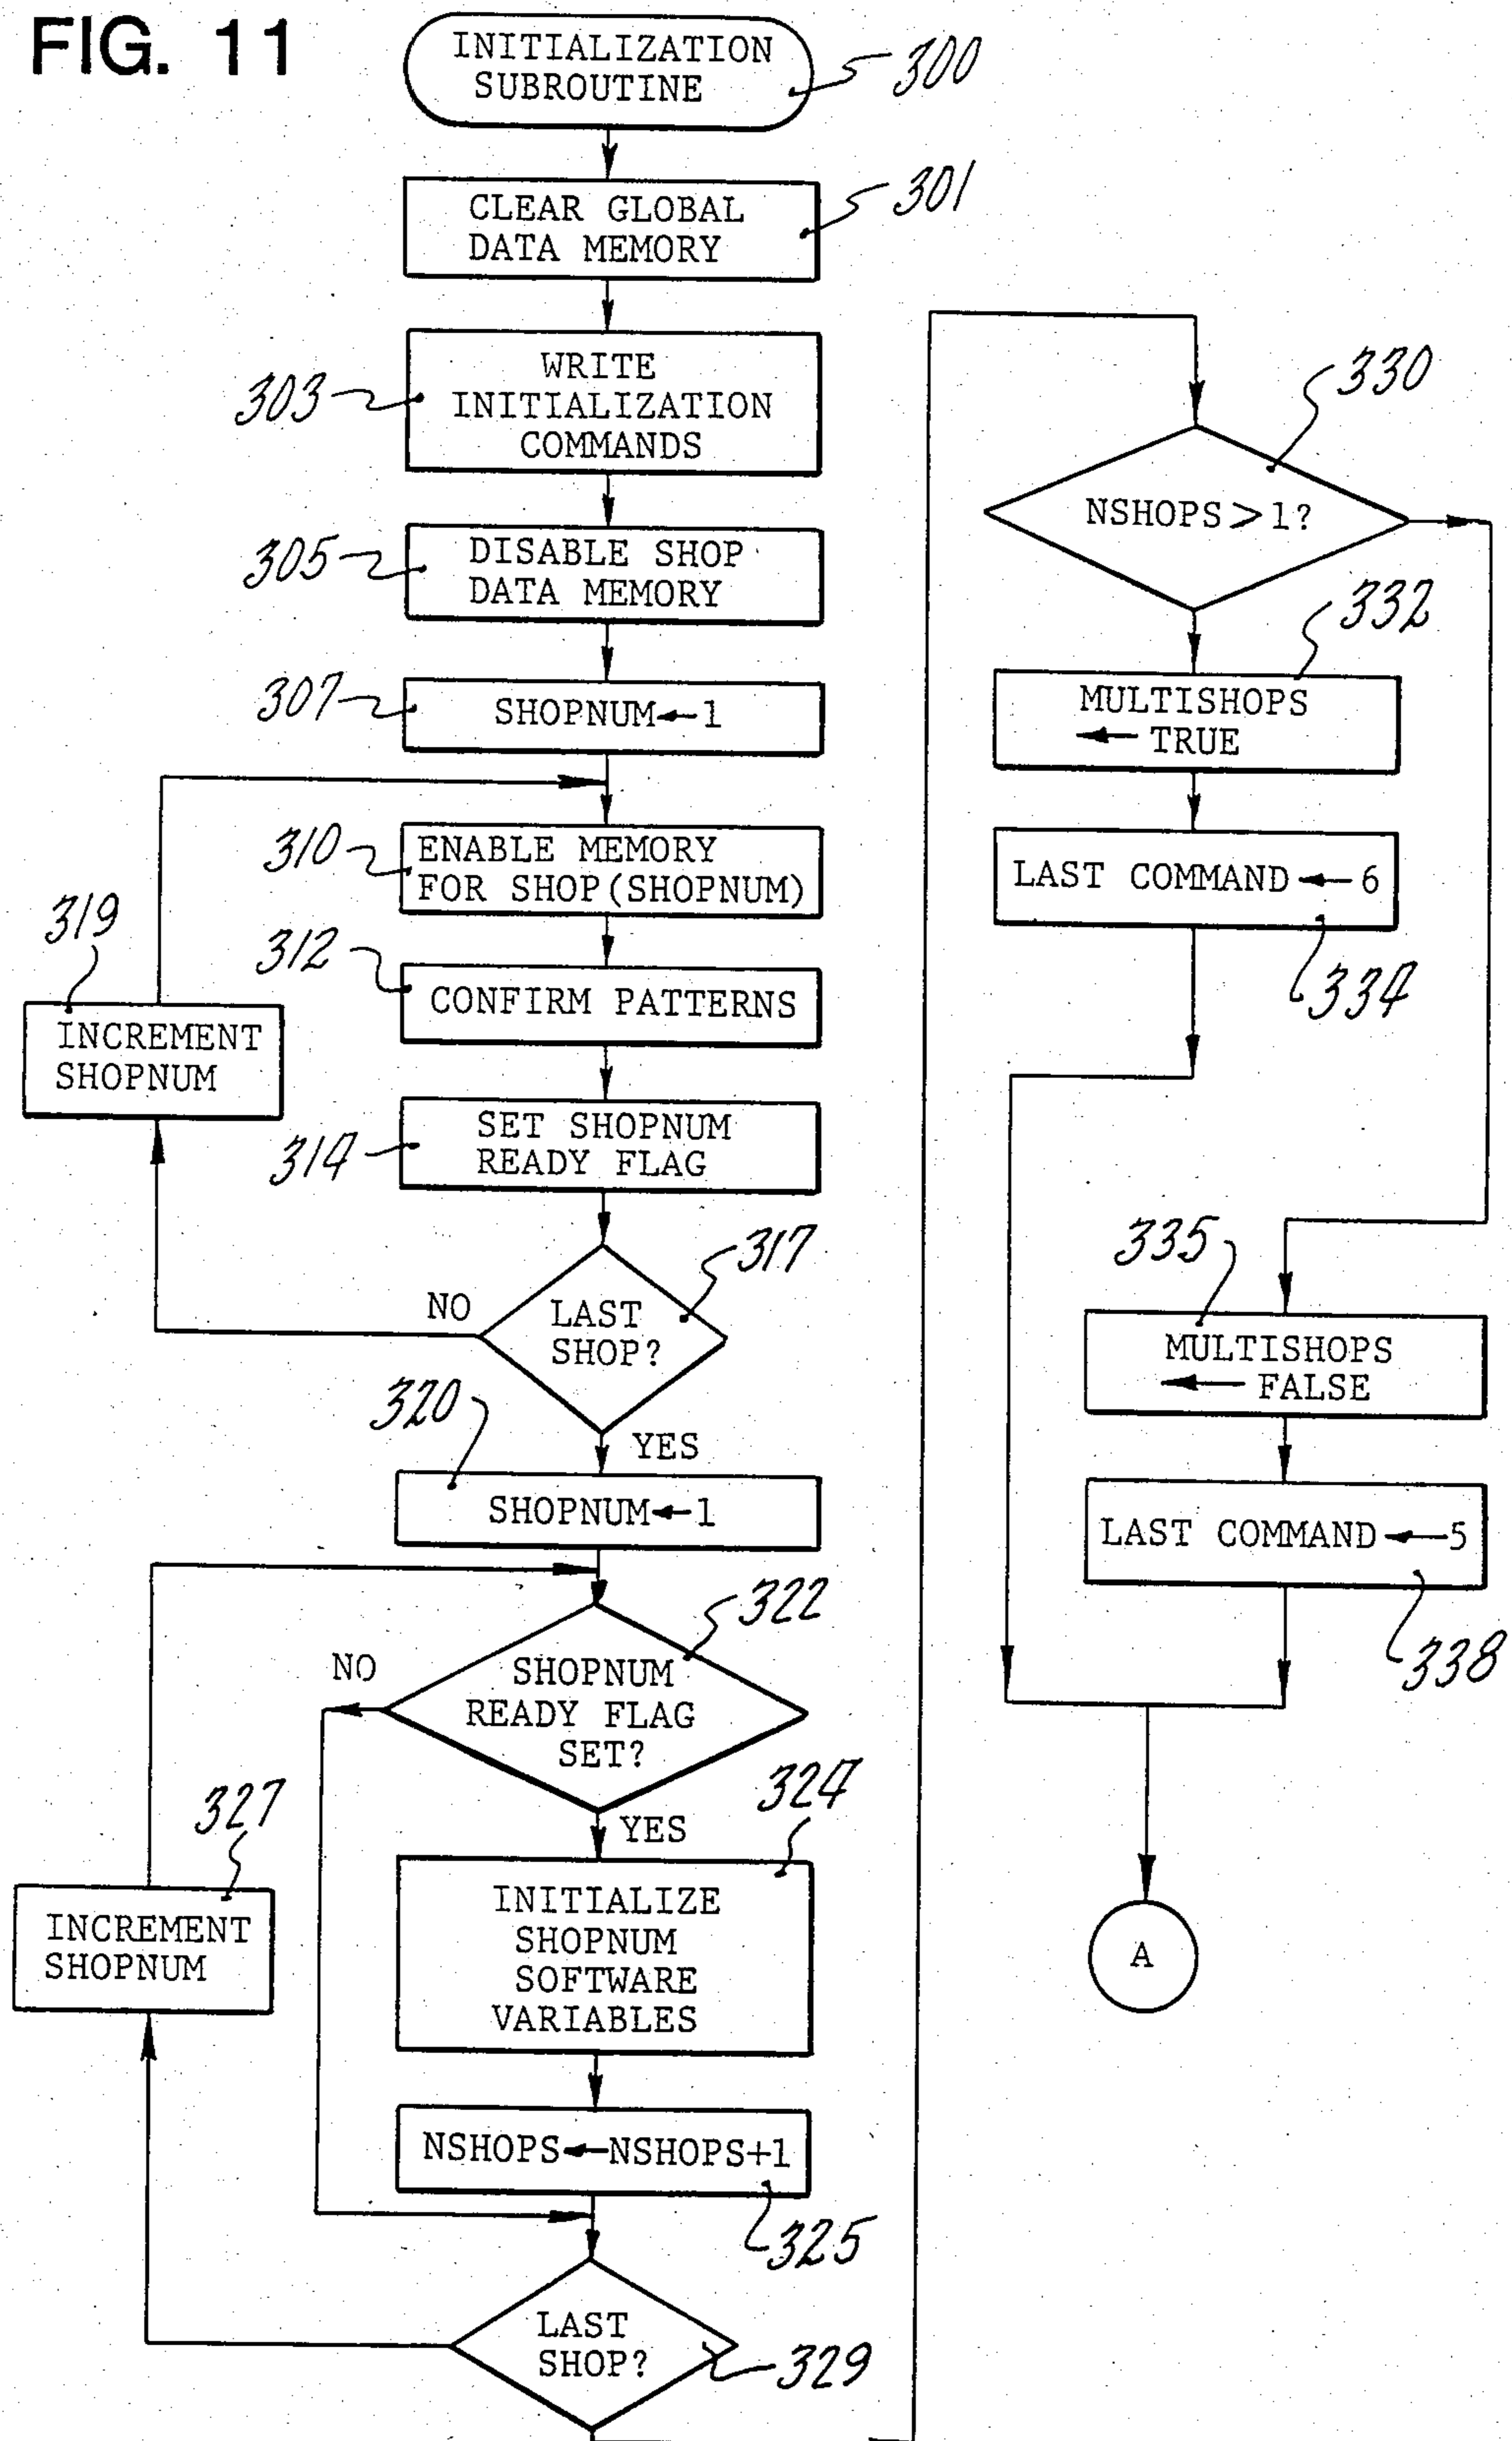 FIG. 11
INITIALIZATION
SUBROUTINE
300
CLEAR GLOBAL
DATA MEMORY
301
WRITE
INITIALIZATION
COMMANDS
303
DISABLE SHOP
DATA MEMORY
305
SHOPNUM←1
307
ENABLE MEMORY
FOR SHOP(SHOPNUM)
310
CONFIRM PATTERNS
312
SET SHOPNUM
READY FLAG
314
LAST
SHOP?
317
NO
INCREMENT
SHOPNUM
319
YES
SHOPNUM←1
320
SHOPNUM
READY FLAG
SET?
322
NO
YES
INITIALIZE
SHOPNUM
SOFTWARE
VARIABLES
324
NSHOPS←NSHOPS+1
325
INCREMENT
SHOPNUM
327
LAST
SHOP?
329
NSHOPS>1?
330
MULTISHOPS
← TRUE
332
LAST COMMAND←6
334
MULTISHOPS
← FALSE
335
LAST COMMAND←5
338
A